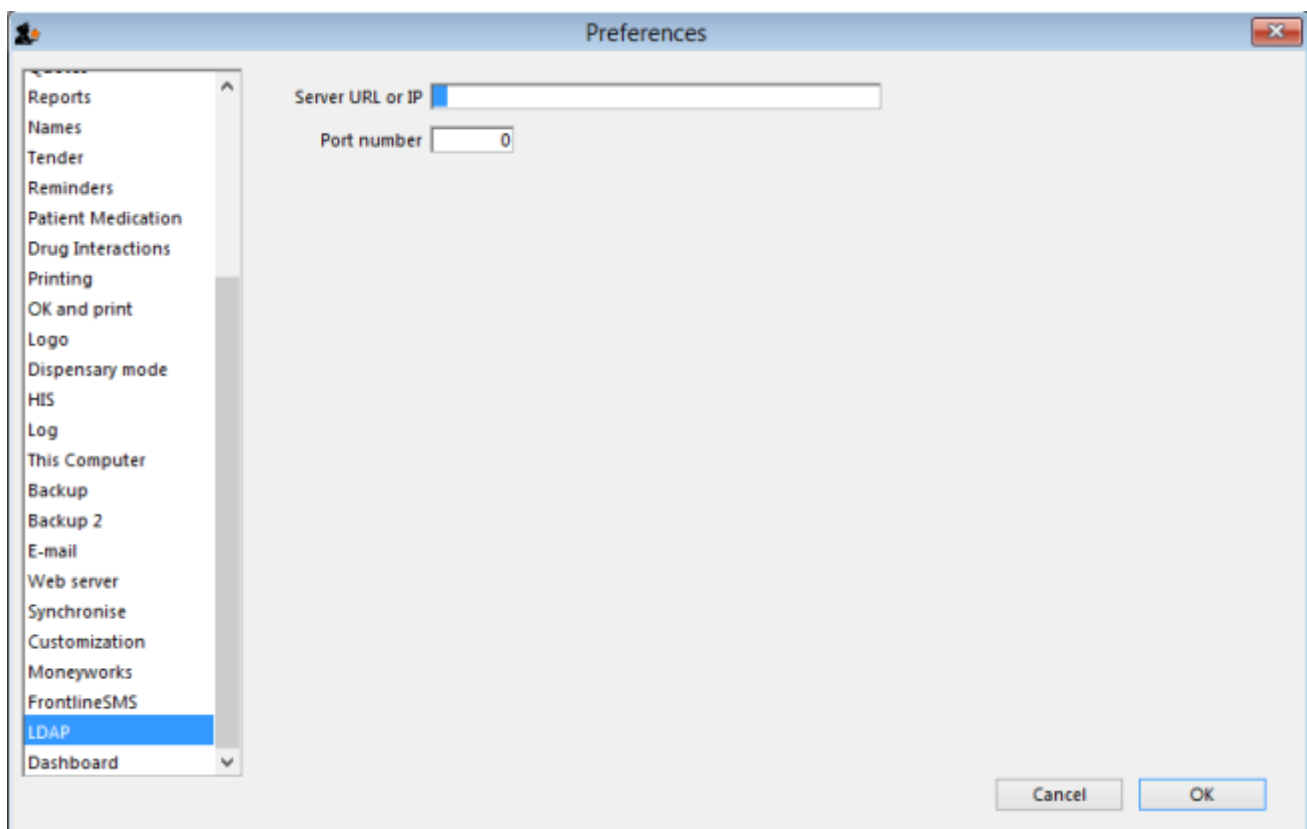 Preferences
Reports
Names
Tender
Reminders
Patient Medication
Drug Interactions
Printing
OK and print
Logo
Dispensary mode
HIS
Log
This Computer
Backup
Backup 2
E-mail
Web server
Synchronise
Customization
Moneyworks
FrontlineSMS
LDAP
Dashboard
Server URL or IP
Port number 0
Cancel OK